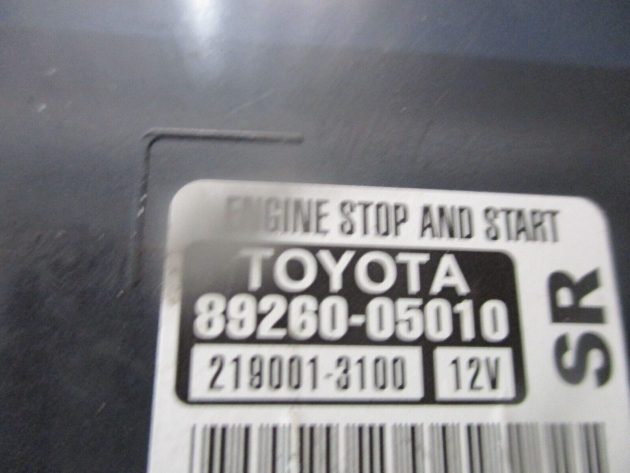 ENGINE STOP AND START
TOYOTA
89260-05010
219001-3100 12V
SR